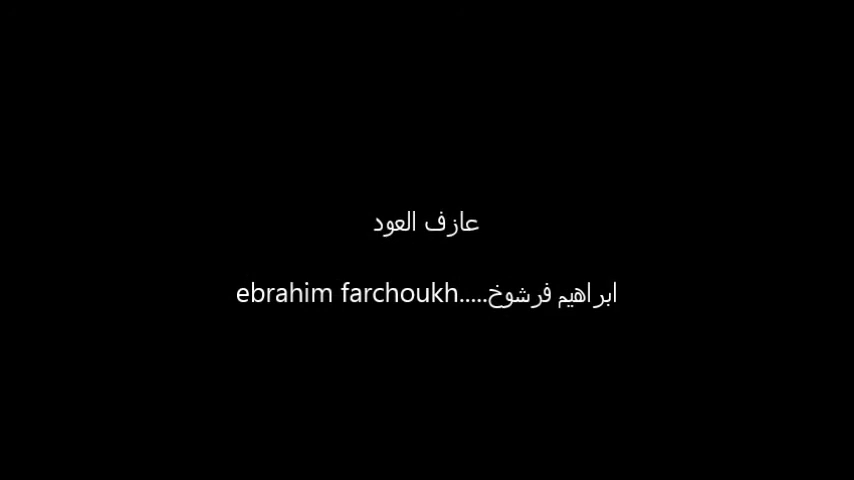 عازف العود
ابراهيم فرشوخ.....ebrahim farchoukh